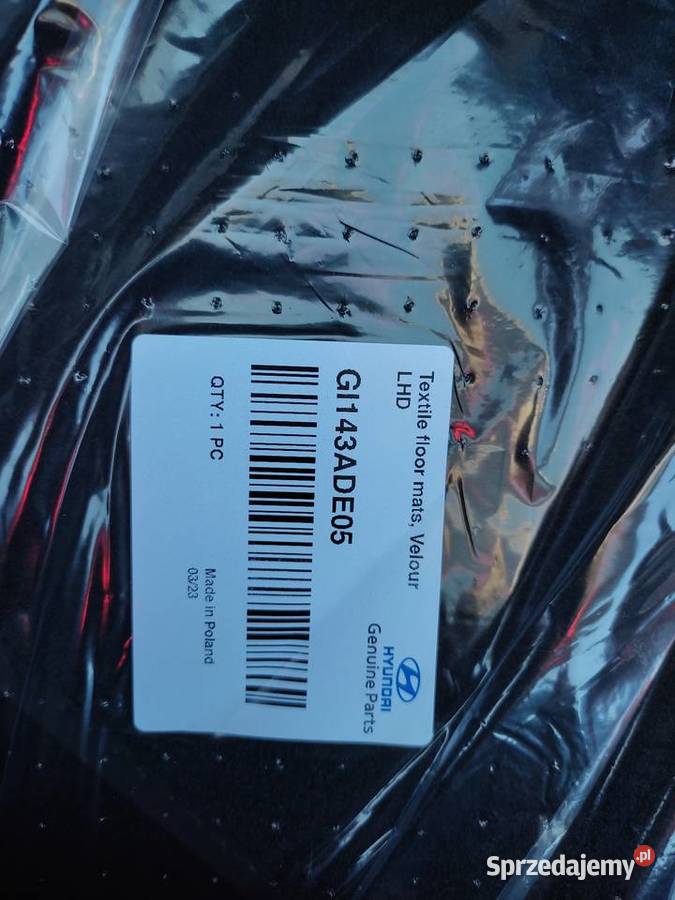 Textile floor mats, Velour
LHD
HYUNDAI
Genuine Parts
GI143ADE05
QTY: 1 PC
Made in Poland
03/23
Sprzedajemy.pl